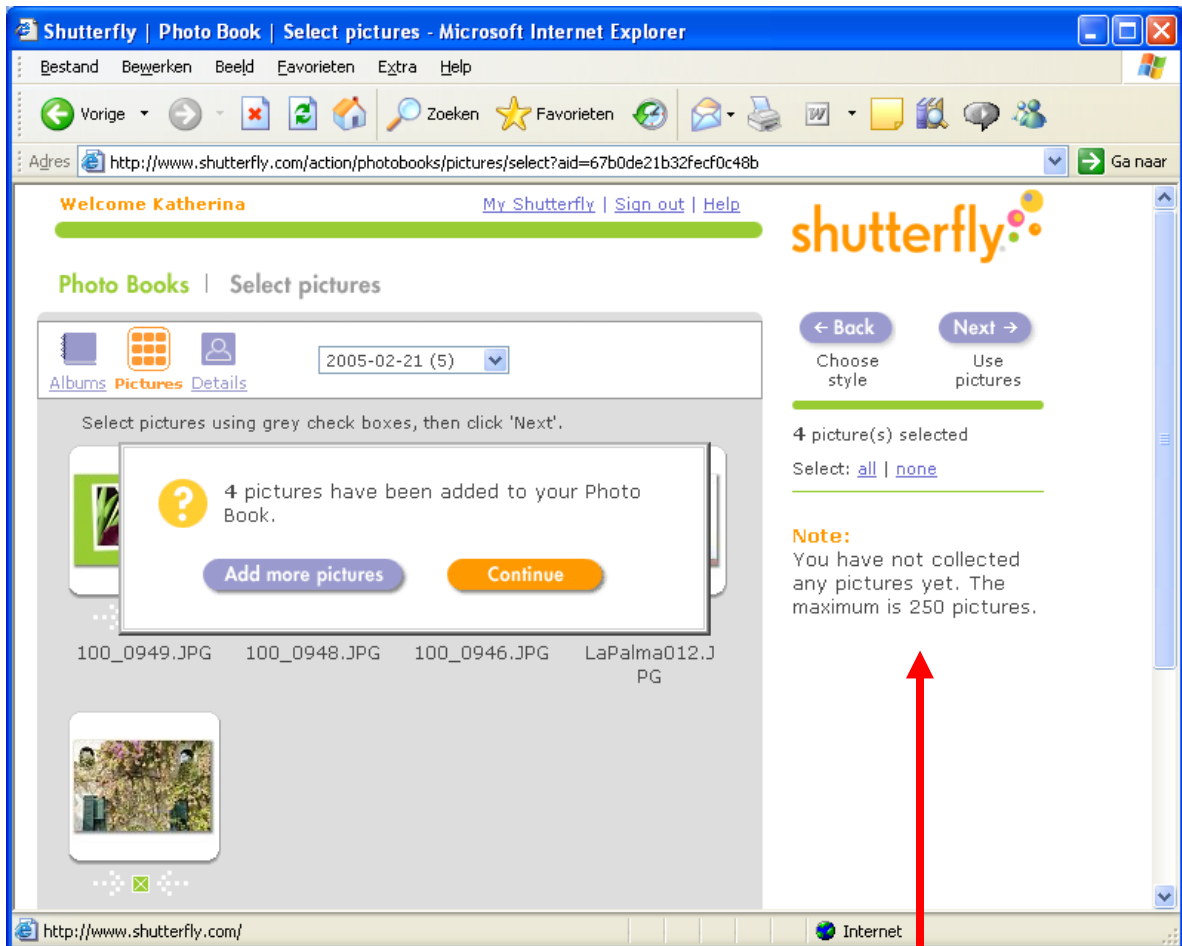 Shutterfly | Photo Book | Select pictures - Microsoft Internet Explorer
Bestand Bewerken Beeld Favorieten Extra Help
Vorige Zoeken Favorieten
Adres http://www.shutterfly.com/action/photobooks/pictures/select?aid=67b0de21b32fecf0c48b Ga naar
Welcome Katherina My Shutterfly | Sign out | Help
shutterfly
Photo Books | Select pictures
Albums Pictures Details
2005-02-21 (5)
← Back Next →
Choose style
Use pictures
Select pictures using grey check boxes, then click 'Next'.
4 picture(s) selected
Select: all | none
4 pictures have been added to your Photo
Book.
Add more pictures Continue
Note:
You have not collected
any pictures yet. The
maximum is 250 pictures.
100_0949.JPG 100_0948.JPG 100_0946.JPG LaPalma012.J
PG
http://www.shutterfly.com/ Internet